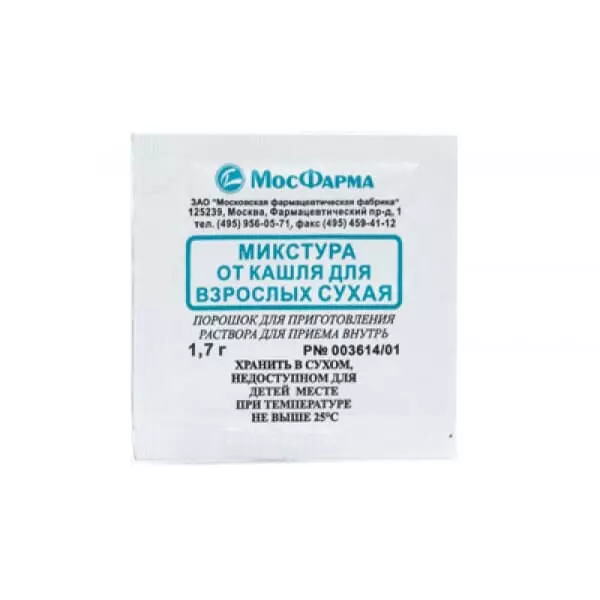 МосФарма
ЗАО "Московская фармацевтическая фабрика"
125239, Москва, Фармацевтический пр-д, 1
тел. (495) 956-05-71, факс (495) 459-41-12
МИКСТУРА
ОТ КАШЛЯ ДЛЯ
ВЗРОСЛЫХ СУХАЯ
ПОРОШОК ДЛЯ ПРИГОТОВЛЕНИЯ
РАСТВОРА ДЛЯ ПРИЕМА ВНУТРЬ
1,7 г Р№ 003614/01
ХРАНИТЬ В СУХОМ,
НЕДОСТУПНОМ ДЛЯ
ДЕТЕЙ МЕСТЕ
ПРИ ТЕМПЕРАТУРЕ
НЕ ВЫШЕ 25°С